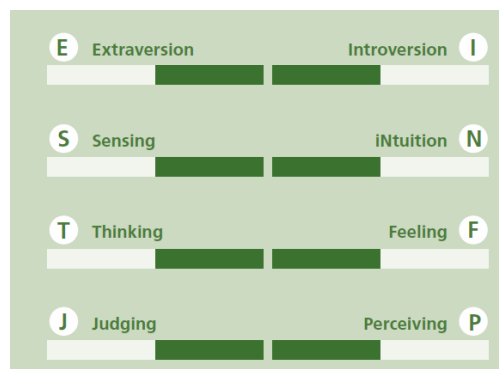 E Extraversion Introversion I
S Sensing iNtuition N
T Thinking Feeling F
J Judging Perceiving P